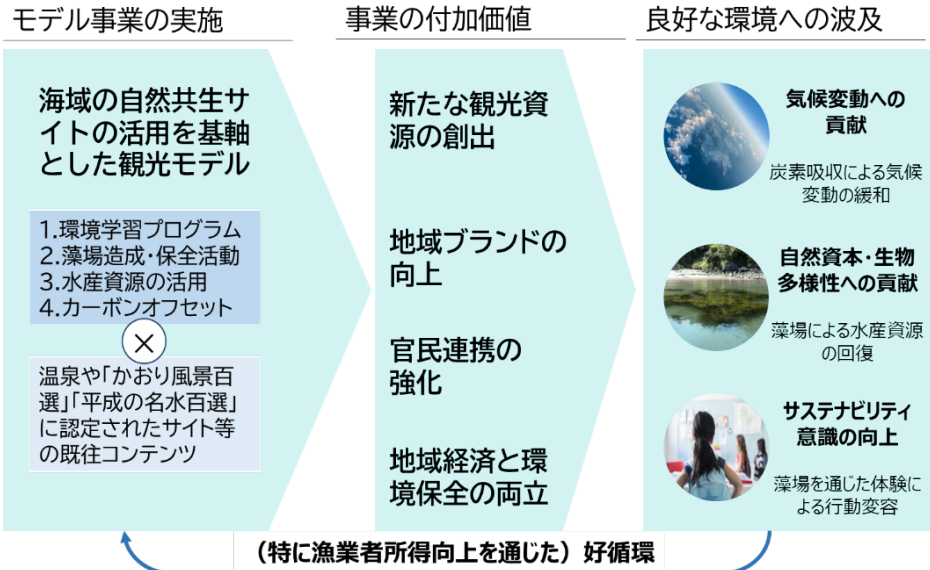 モデル事業の実施
海域の自然共生サ
イトの活用を基軸
とした観光モデル
1.環境学習プログラム
2.藻場造成・保全活動
3.水産資源の活用
4.カーボンオフセット
×
温泉や「かおり風景百
選」「平成の名水百選」
に認定されたサイト等
の既往コンテンツ
事業の付加価値
新たな観光資
源の創出
地域ブランドの
向上
官民連携の
強化
地域経済と環
境保全の両立
良好な環境への波及
気候変動への
貢献
炭素吸収による気候
変動の緩和
自然資本・生物
多様性への貢献
藻場による水産資源
の回復
サステナビリティ
意識の向上
藻場を通じた体験に
よる行動変容
（特に漁業者所得向上を通じた）好循環